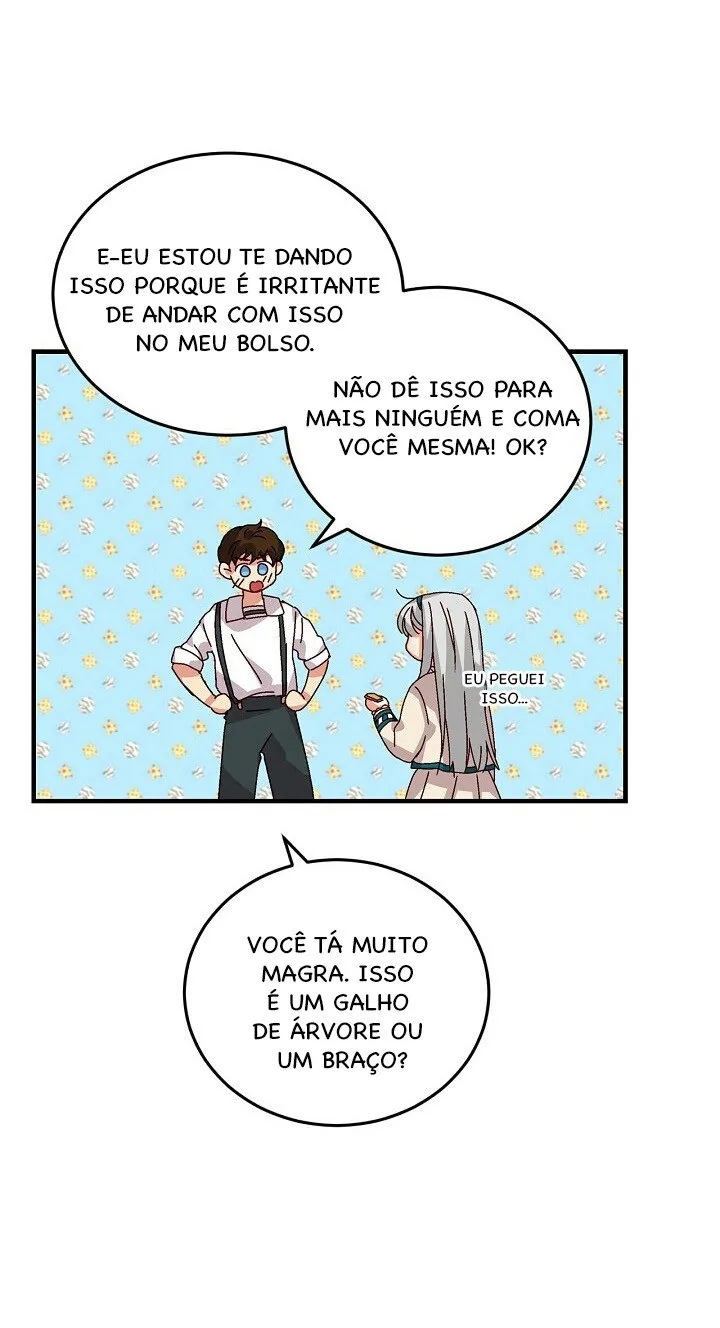 E-EU ESTOU TE DANDO
ISSO PORQUE É IRRITANTE
DE ANDAR COM ISSO
NO MEU BOLSO.
NÃO DÊ ISSO PARA
MAIS NINGUÉM E COMA
VOCÊ MESMA! OK?
EU PEGUEI
ISSO...
VOCÊ TÁ MUITO
MAGRA. ISSO
É UM GALHO
DE ÁRVORE OU
UM BRAÇO?